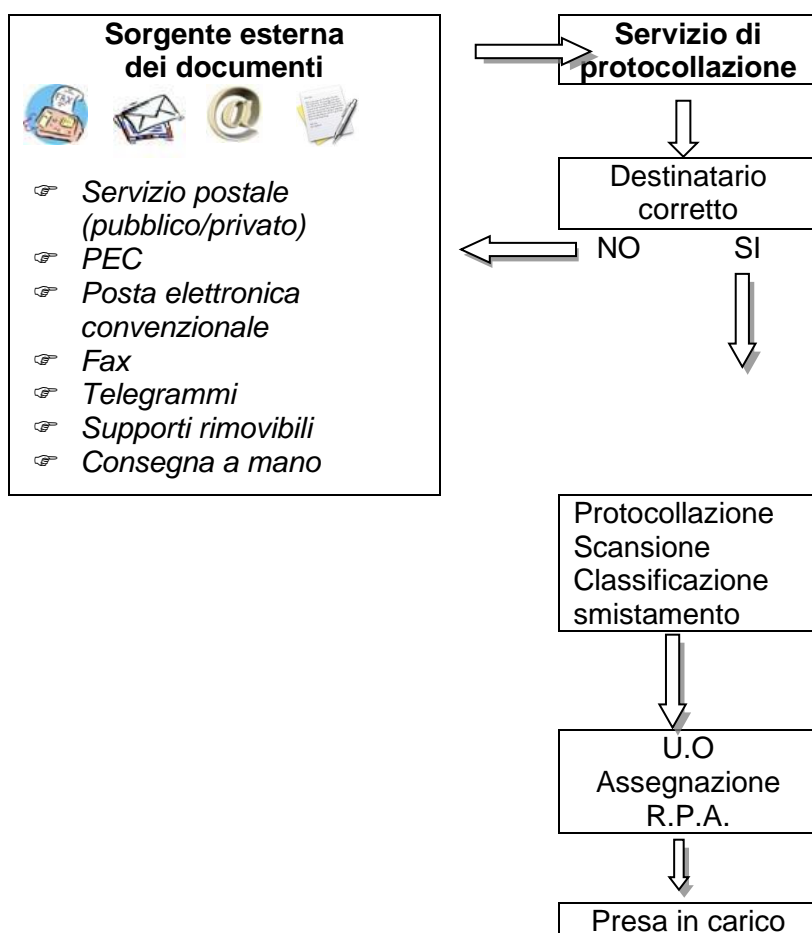 Sorgente esterna
dei documenti
Servizio postale
(pubblico/privato)
PEC
Posta elettronica
convenzionale
Fax
Telegrammi
Supporti rimovibili
Consegna a mano
Servizio di
protocollazione
Destinatario
corretto
NO SI
Protocollazione
Scansione
Classificazione
smistamento
U.O
Assegnazione
R.P.A.
Presa in carico